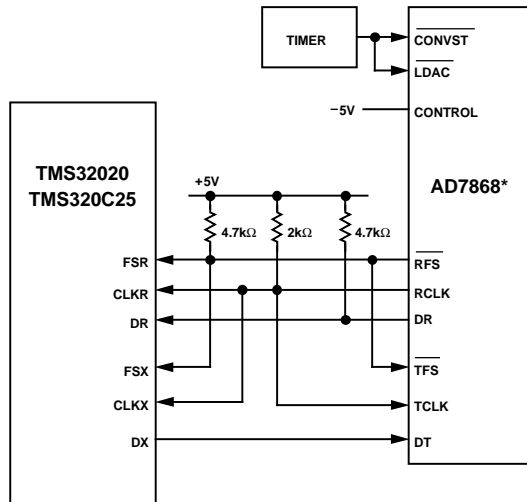 TIMER
CONVST
LDAC
−5V
CONTROL
TMS32020
TMS320C25
AD7868*
+5V
4.7kΩ
2kΩ
4.7kΩ
FSR
RFS
CLKR
RCLK
DR
DR
FSX
TFS
CLKX
TCLK
DX
DT